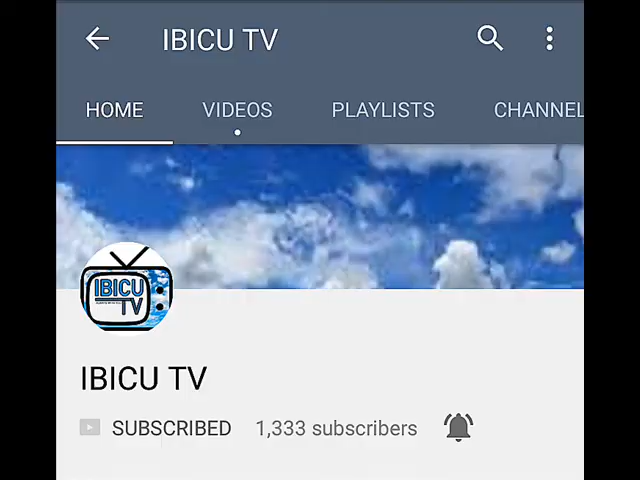 IBICU TV
HOME VIDEOS PLAYLISTS CHANNEL
IBICU
TV
IBICU TV
SUBSCRIBED 1,333 subscribers